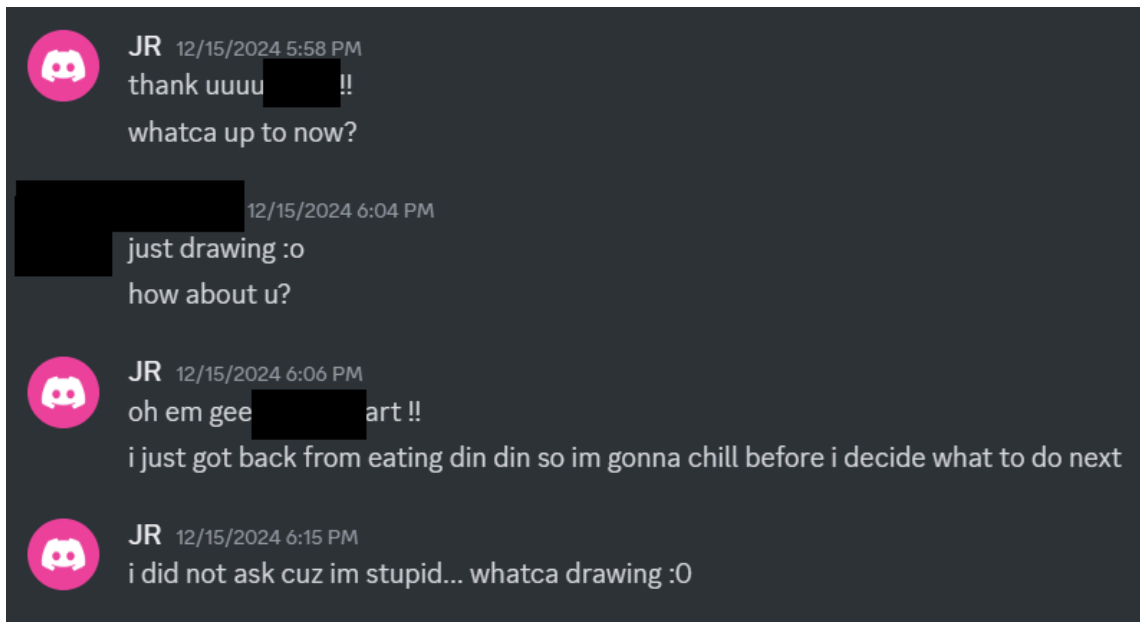 JR 12/15/2024 5:58 PM
thank uuuu !!
whatca up to now?
12/15/2024 6:04 PM
just drawing :o
how about u?
JR 12/15/2024 6:06 PM
oh em gee art !!
i just got back from eating din din so im gonna chill before i decide what to do next
JR 12/15/2024 6:15 PM
i did not ask cuz im stupid... whatca drawing :0